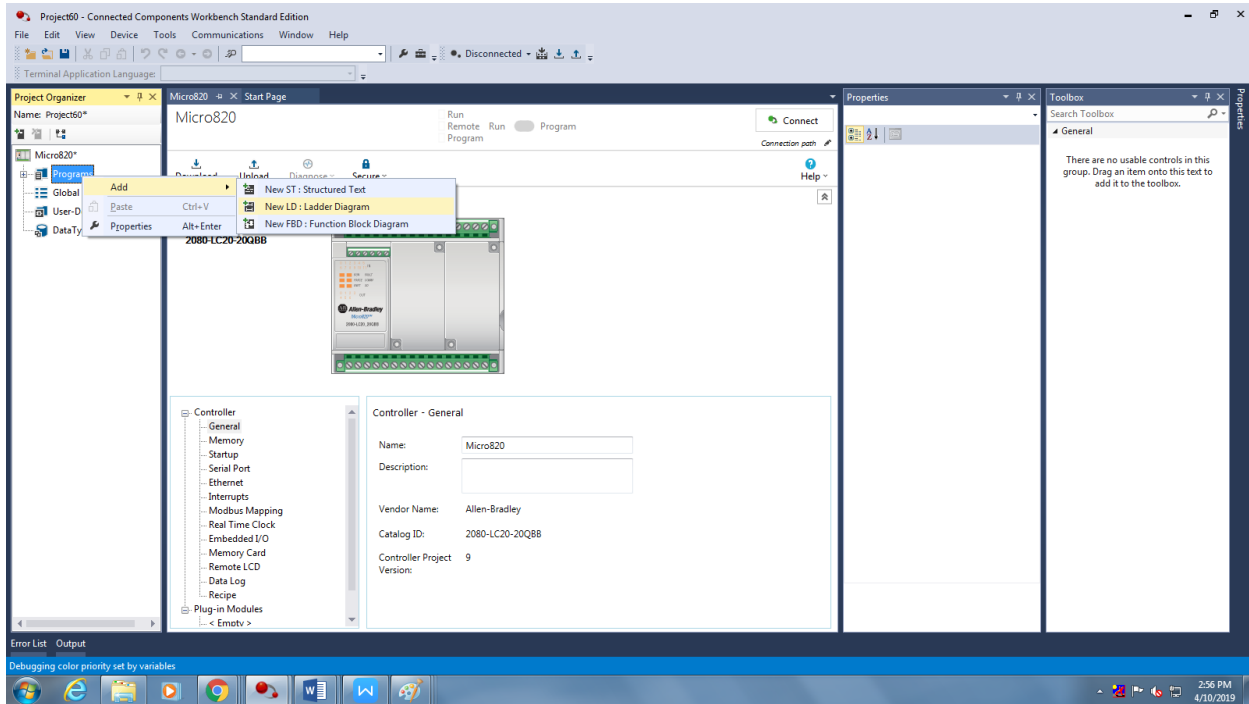 Project60 - Connected Components Workbench Standard Edition
File Edit View Device Tools Communications Window Help
Disconnected
Terminal Application Language:
Project Organizer
Name: Project60*
Micro820*
Programs
Global
User-D
DataTy
Add
Paste Ctrl+V
Properties Alt+Enter
New ST : Structured Text
New LD : Ladder Diagram
New FBD : Function Block Diagram
Micro820 Start Page
Micro820
Run
Remote Run Program
Program
Connect
Connection path
Download Upload Diagnose Secure Help
2080-LC20-20QBB
Allen-Bradley
Controller
General
Memory
Startup
Serial Port
Ethernet
Interrupts
Modbus Mapping
Real Time Clock
Embedded I/O
Memory Card
Remote LCD
Data Log
Recipe
Plug-in Modules
< Empty >
Controller - General
Name: Micro820
Description:
Vendor Name: Allen-Bradley
Catalog ID: 2080-LC20-20QBB
Controller Project Version: 9
Properties
Toolbox
Search Toolbox
General
There are no usable controls in this
group. Drag an item onto this text to
add it to the toolbox.
Properties
Error List Output
Debugging color priority set by variables
2:56 PM
4/10/2019